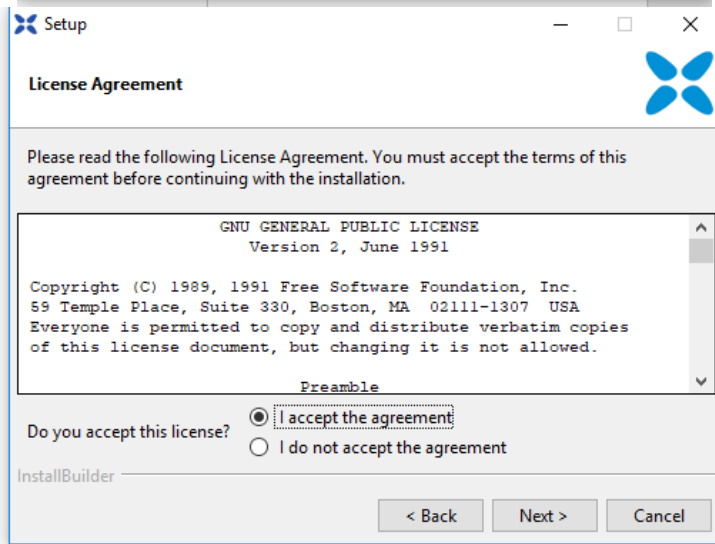 Setup
License Agreement
Please read the following License Agreement. You must accept the terms of this
agreement before continuing with the installation.
GNU GENERAL PUBLIC LICENSE
Version 2, June 1991
Copyright (C) 1989, 1991 Free Software Foundation, Inc.
59 Temple Place, Suite 330, Boston, MA  02111-1307  USA
Everyone is permitted to copy and distribute verbatim copies
of this license document, but changing it is not allowed.
Preamble
Do you accept this license?
I accept the agreement
I do not accept the agreement
InstallBuilder
< Back
Next >
Cancel